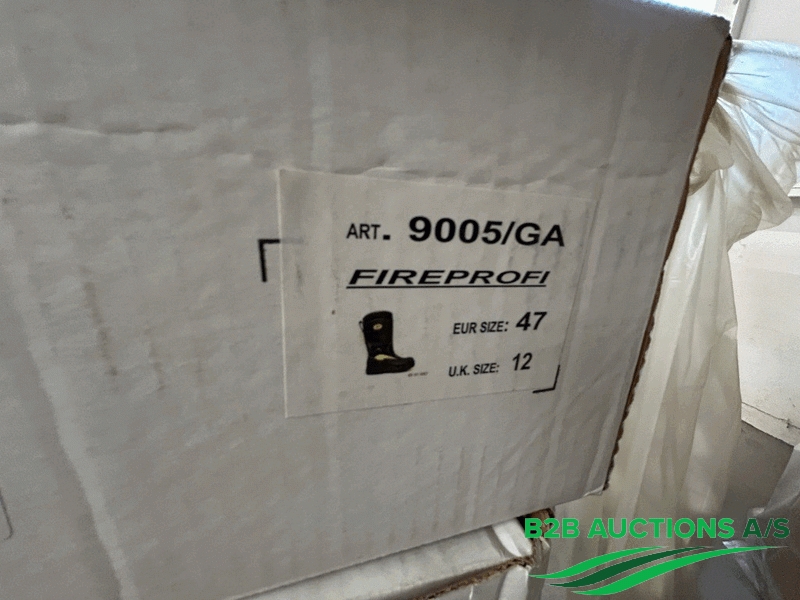 ART. 9005/GA
FIREPROFI
EUR SIZE: 47
U.K. SIZE: 12
B2B AUCTIONS A/S